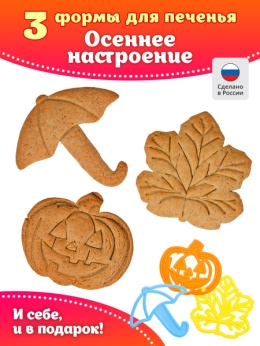 3 формы для печенья
Осеннее
настроение
Сделано
в России
И себе,
и в подарок!